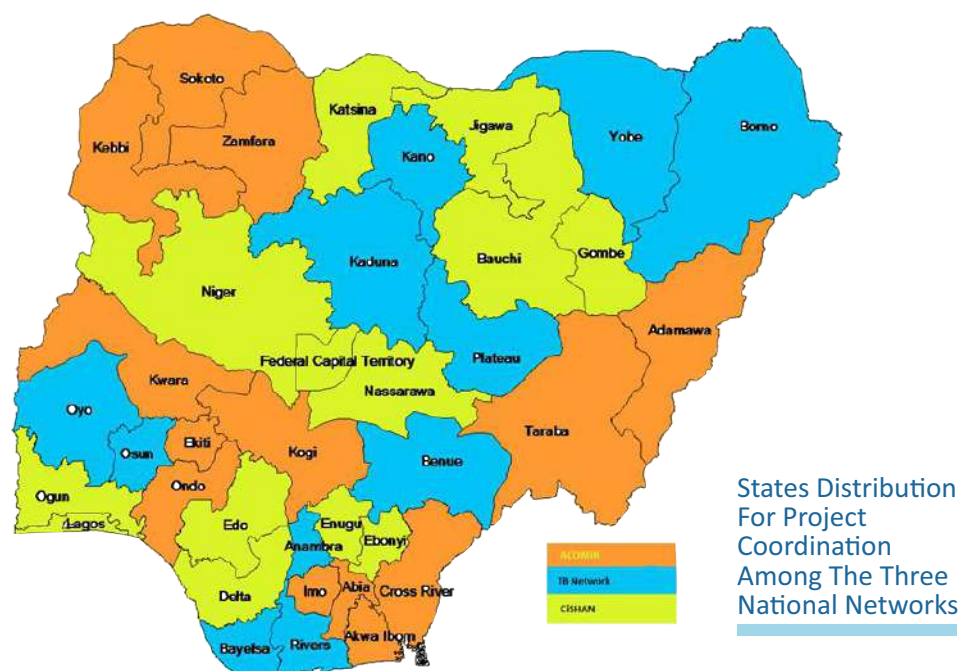 Sokoto
Katsina
Jigawa
Yobe
Borno
Kebbi
Zamfara
Kano
Kaduna
Bauchi
Gombe
Niger
Adamawa
Plateau
Federal Capital Territory
Nassarawa
Kwara
Oyo
Taraba
Ekiti
Osun
Kogi
Benue
Ondo
Ogun
Lagos
Edo
Enugu
Ebonyi
Anambra
Delta
Imo
Abia
Cross River
Akwa Ibom
Bayelsa
Rivers
ACOMIN
TB Network
CiSHAN
States Distribution
For Project
Coordination
Among The Three
National Networks